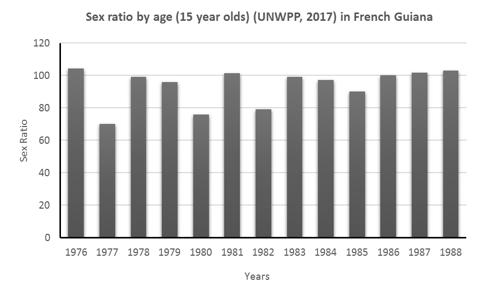 Sex ratio by age (15 year olds) (UNWPP, 2017) in French Guiana
120
100
80
60
40
20
0
Sex Ratio
1976 1977 1978 1979 1980 1981 1982 1983 1984 1985 1986 1987 1988
Years